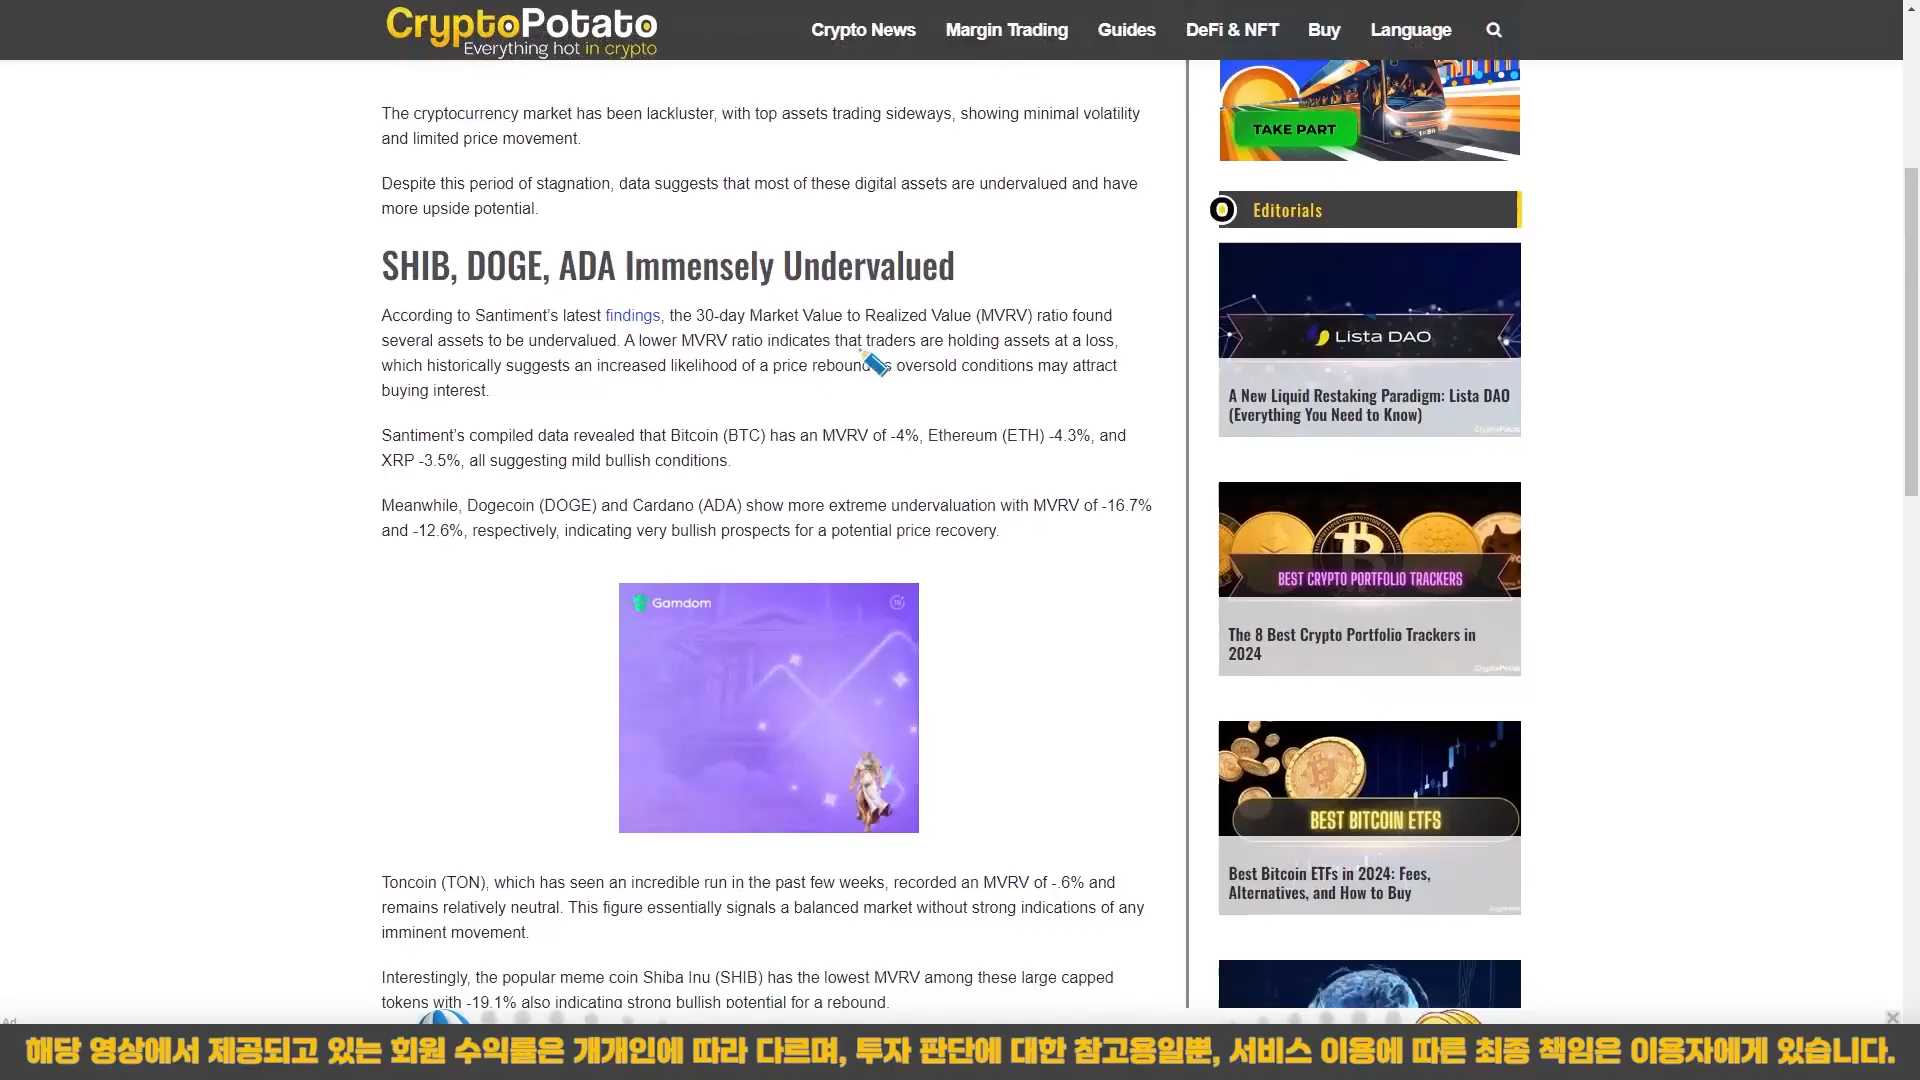 CryptoPotato
Everything hot in crypto
Crypto News Margin Trading Guides DeFi & NFT Buy Language
The cryptocurrency market has been lackluster, with top assets trading sideways, showing minimal volatility
and limited price movement.
Despite this period of stagnation, data suggests that most of these digital assets are undervalued and have
more upside potential.
SHIB, DOGE, ADA Immensely Undervalued
According to Santiment’s latest findings, the 30-day Market Value to Realized Value (MVRV) ratio found
several assets to be undervalued. A lower MVRV ratio indicates that traders are holding assets at a loss,
which historically suggests an increased likelihood of a price rebound oversold conditions may attract
buying interest.
Santiment’s compiled data revealed that Bitcoin (BTC) has an MVRV of -4%, Ethereum (ETH) -4.3%, and
XRP -3.5%, all suggesting mild bullish conditions.
Meanwhile, Dogecoin (DOGE) and Cardano (ADA) show more extreme undervaluation with MVRV of -16.7%
and -12.6%, respectively, indicating very bullish prospects for a potential price recovery.
Gamdom
18
Toncoin (TON), which has seen an incredible run in the past few weeks, recorded an MVRV of -.6% and
remains relatively neutral. This figure essentially signals a balanced market without strong indications of any
imminent movement.
Interestingly, the popular meme coin Shiba Inu (SHIB) has the lowest MVRV among these large capped
tokens with -19.1% also indicating strong bullish potential for a rebound.
TAKE PART
1xBit
Editorials
Lista DAO
A New Liquid Restaking Paradigm: Lista DAO
(Everything You Need to Know)
CryptoPotato
BEST CRYPTO PORTFOLIO TRACKERS
The 8 Best Crypto Portfolio Trackers in
2024
CryptoPotato
BEST BITCOIN ETFS
Best Bitcoin ETFs in 2024: Fees,
Alternatives, and How to Buy
Ad
해당 영상에서 제공되고 있는 회원 수익률은 개개인에 따라 다르며, 투자 판단에 대한 참고용일뿐, 서비스 이용에 따른 최종 책임은 이용자에게 있습니다.